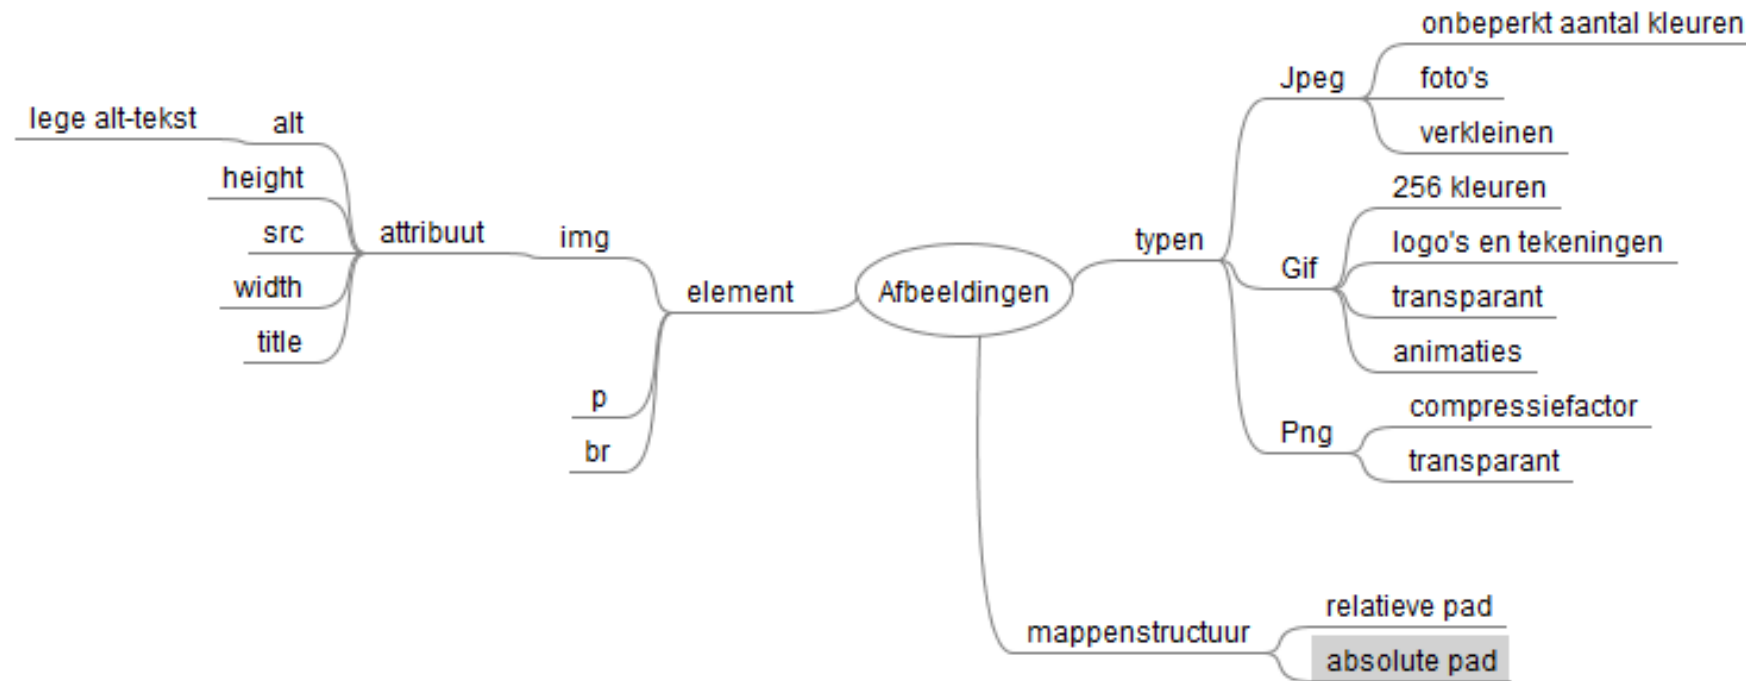 Afbeeldingen
element
img
attribuut
alt
lege alt-tekst
height
src
width
title
p
br
typen
Jpeg
onbeperkt aantal kleuren
foto's
verkleinen
Gif
256 kleuren
logo's en tekeningen
transparant
animaties
Png
compressiefactor
transparant
mappenstructuur
relatieve pad
absolute pad